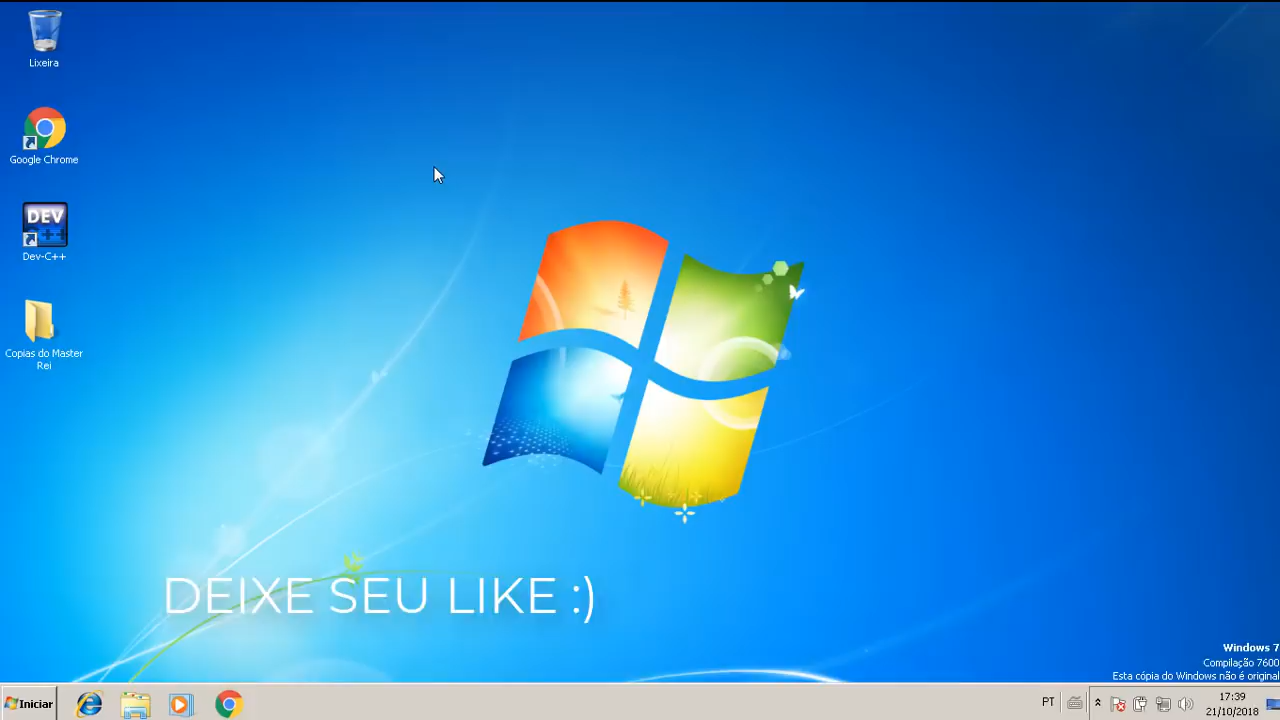 Lixeira
Google Chrome
DEV
Dev-C++
Copias do Master
Rei
DEIXE SEU LIKE :)
Windows 7
Compilação 7600
Esta cópia do Windows não é original
Iniciar
PT
17:39
21/10/2018